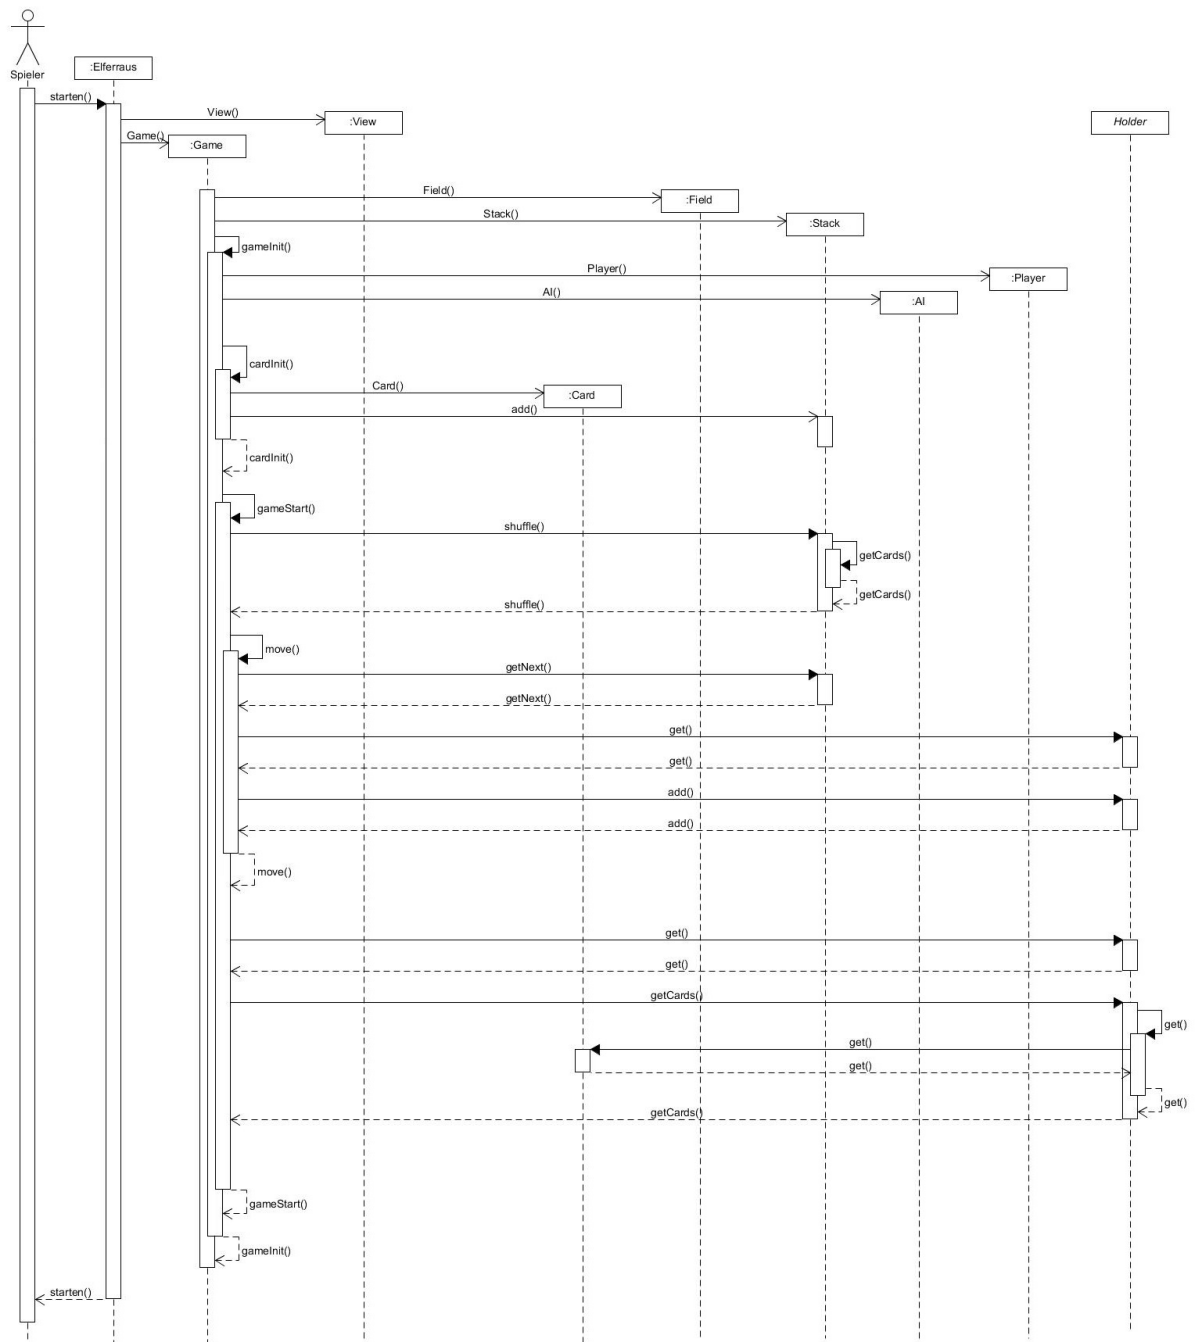 Spieler
:Elferraus
starten()
View()
:View
Holder
Game()
:Game
Field()
:Field
Stack()
:Stack
gameInit()
Player()
:Player
AI()
:AI
cardInit()
Card()
:Card
add()
cardInit()
gameStart()
shuffle()
getCards()
getCards()
shuffle()
move()
getNext()
getNext()
get()
get()
add()
add()
move()
get()
get()
getCards()
get()
get()
get()
get()
getCards()
gameStart()
gameInit()
starten()